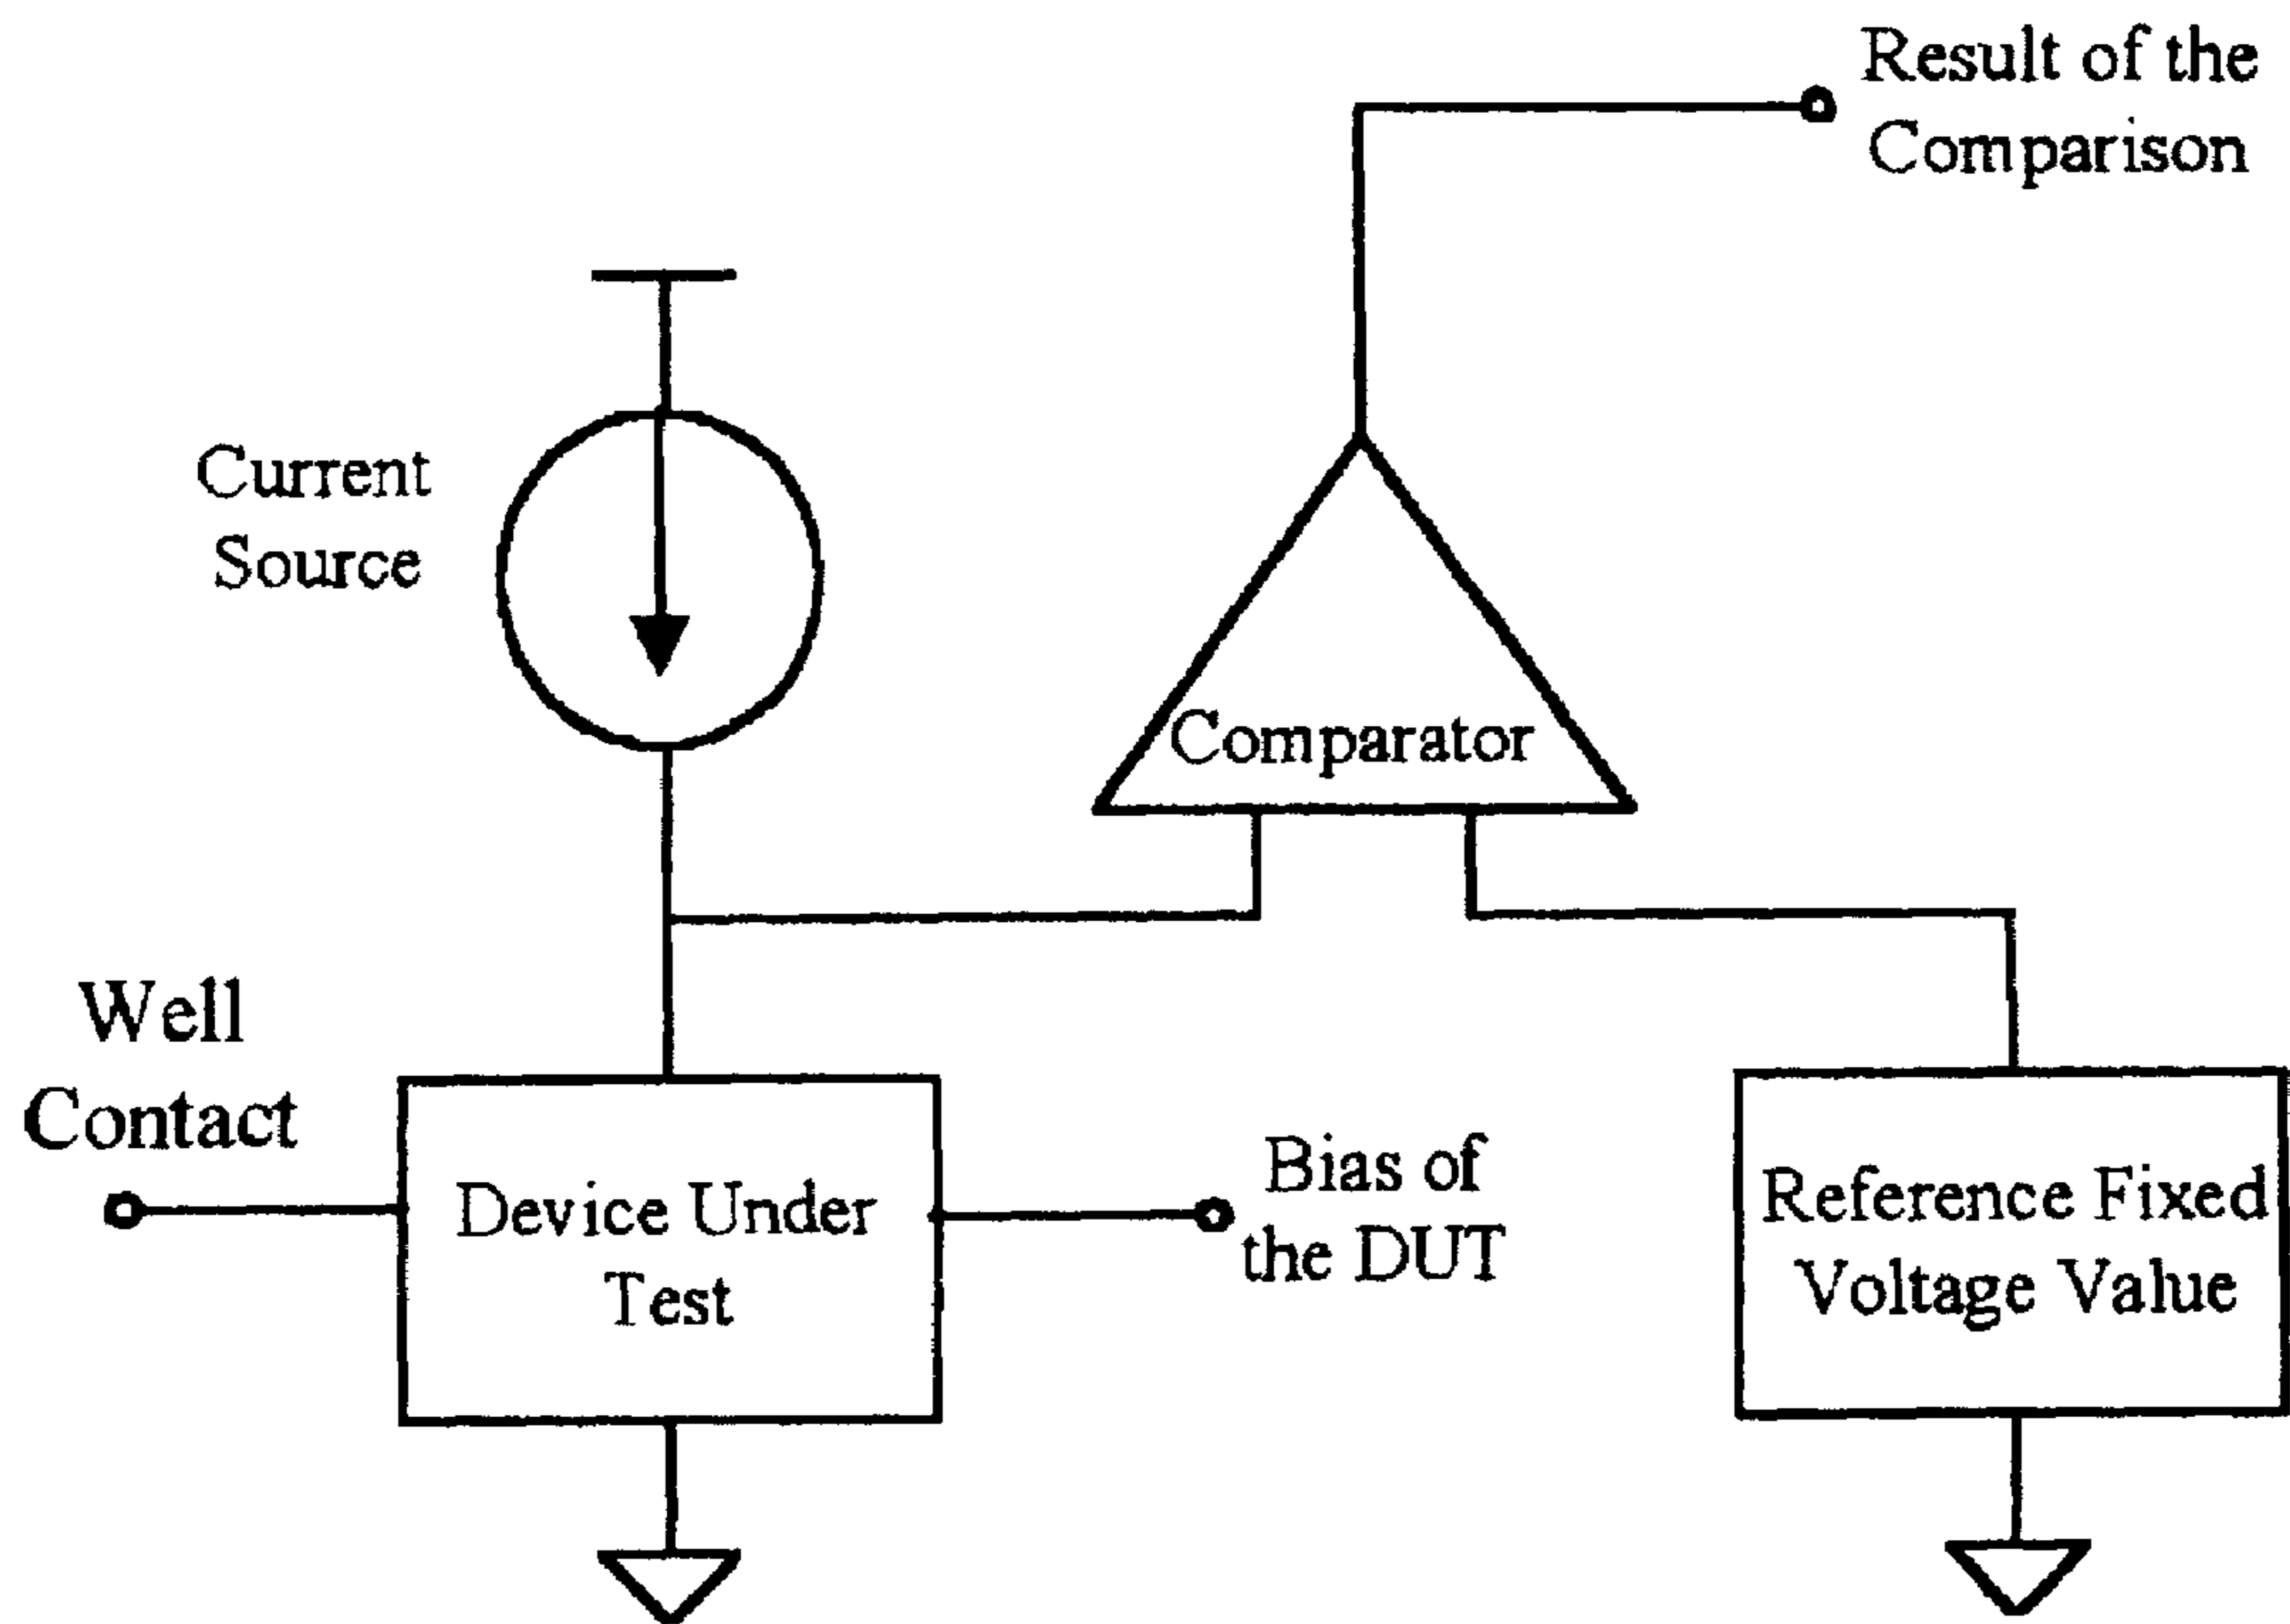 Result of the
Comparison
Current
Source
Comparator
Well
Contact
Device Under
Test
Bias of
the DUT
Reference Fixed
Voltage Value